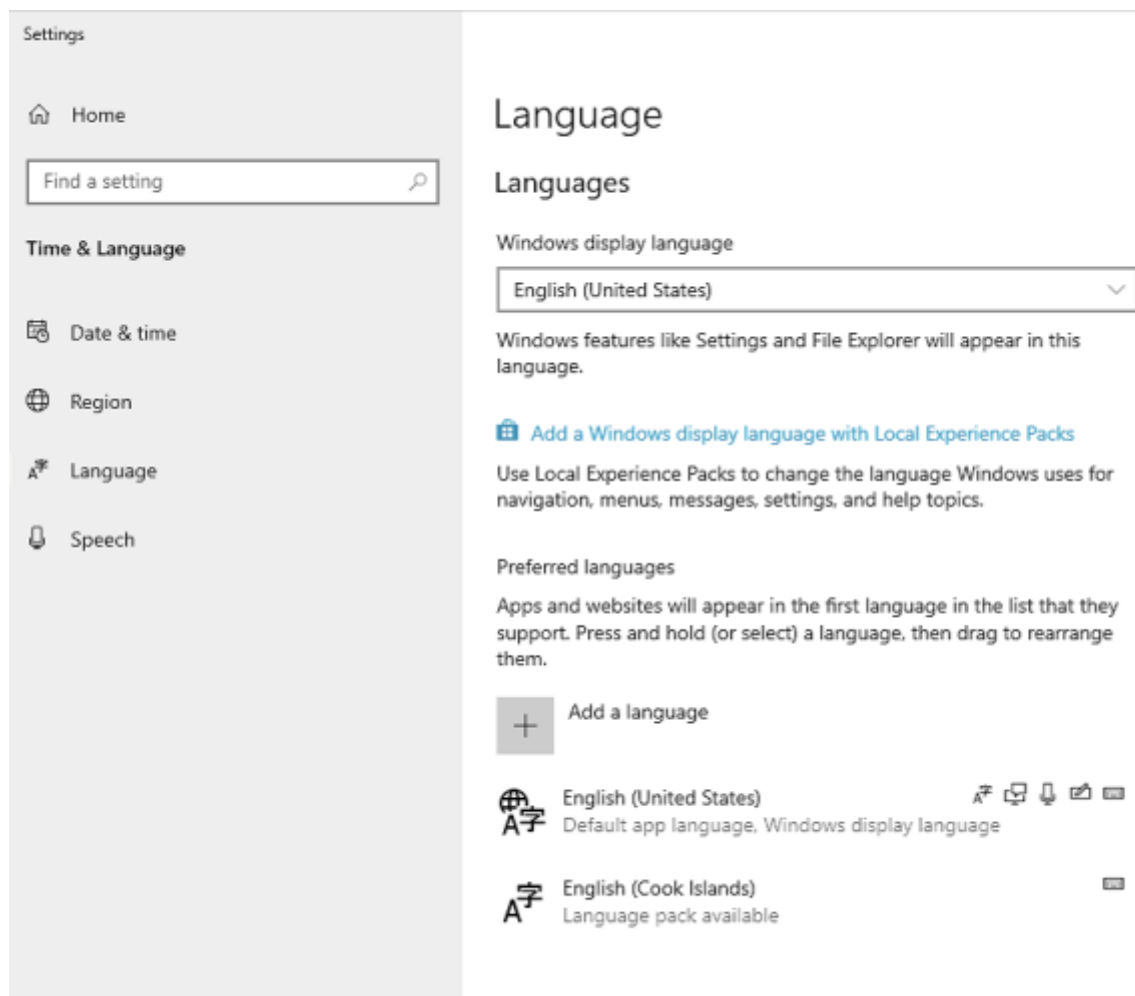 Settings
Home
Find a setting
Time & Language
Date & time
Region
Language
Speech
Language
Languages
Windows display language
English (United States)
Windows features like Settings and File Explorer will appear in this
language.
Add a Windows display language with Local Experience Packs
Use Local Experience Packs to change the language Windows uses for
navigation, menus, messages, settings, and help topics.
Preferred languages
Apps and websites will appear in the first language in the list that they
support. Press and hold (or select) a language, then drag to rearrange
them.
Add a language
English (United States)
Default app language, Windows display language
English (Cook Islands)
Language pack available